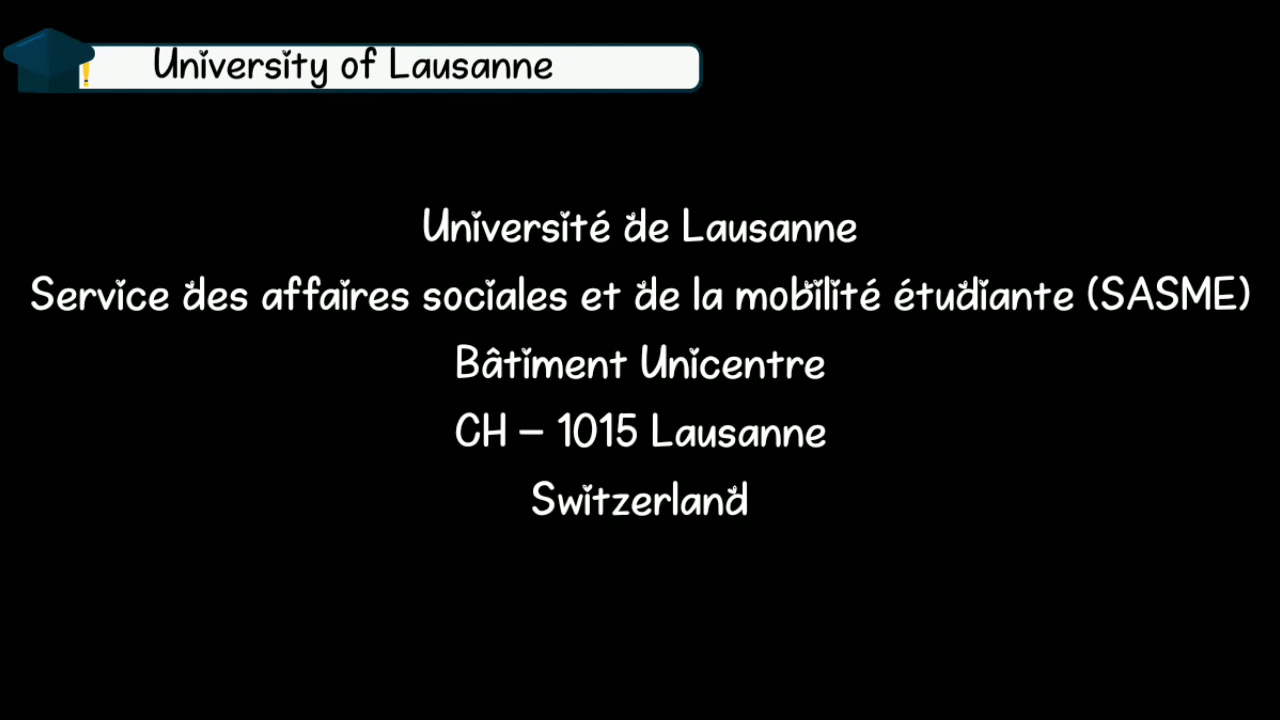 University of Lausanne
Université de Lausanne
Service des affaires sociales et de la mobilité étudiante (SASME)
Bâtiment Unicentre
CH – 1015 Lausanne
Switzerland